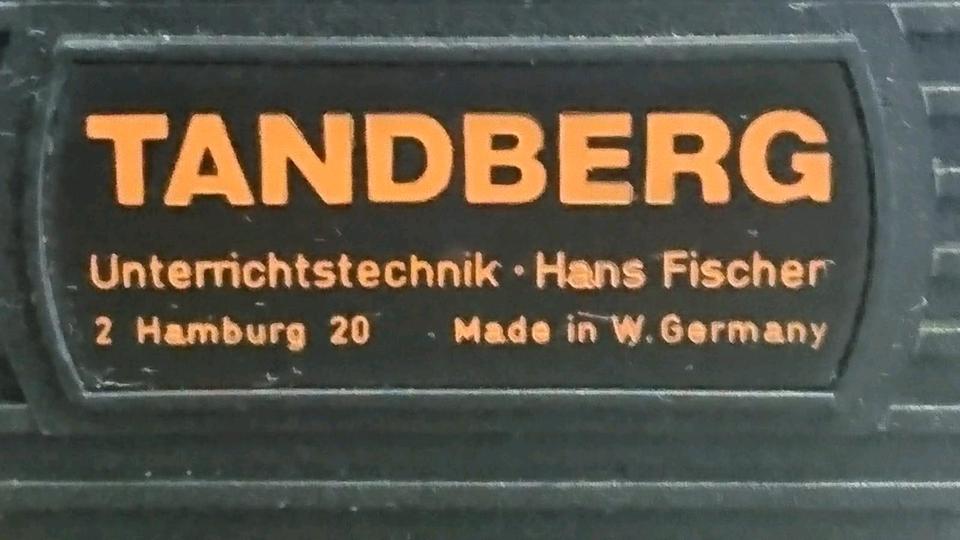 TANDBERG
Unterrichtstechnik · Hans Fischer
2 Hamburg 20 Made in W. Germany